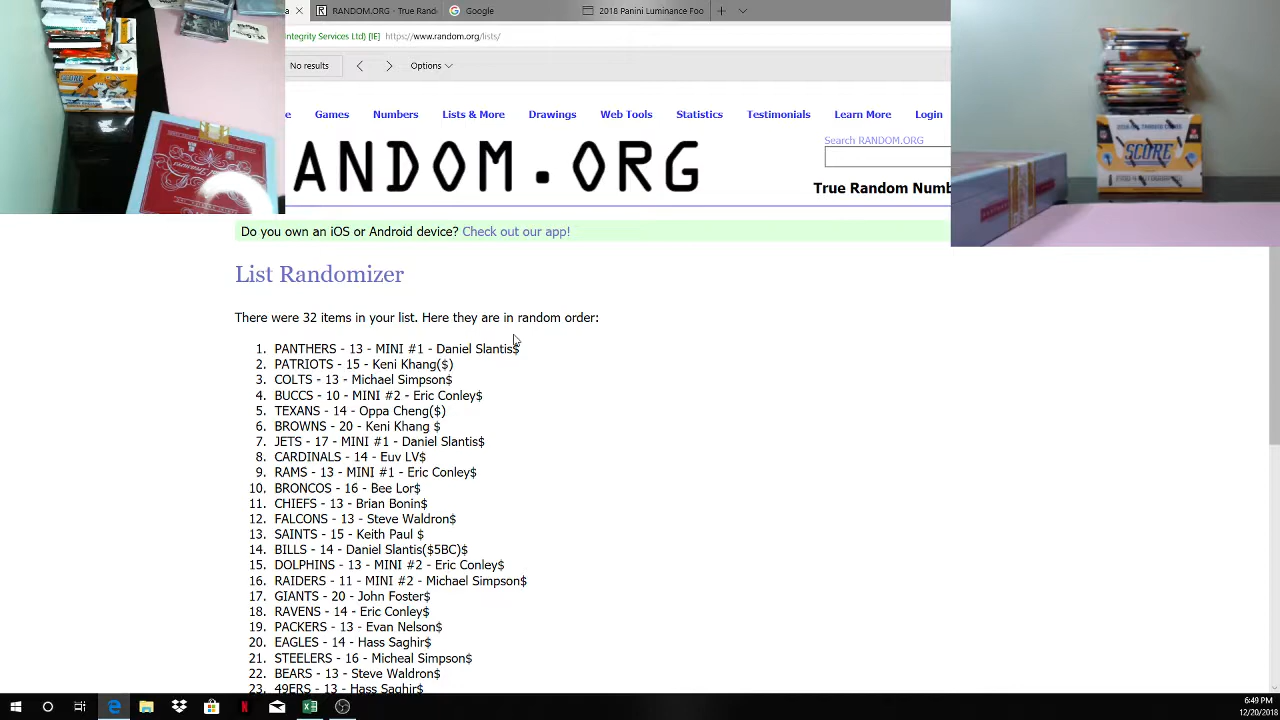 RANDOM.ORG - True Rand
Goo
2018 Panini Luminance Foo
ntegrity Services Ltd) [IE] https://www.random.org/lists/
No results
Options
Games Numbers Lists & More Drawings Web Tools Statistics Testimonials Learn More Login
Search RANDOM.ORG
ANDOM.ORG
True Random Numb
SCORE
Do you own an iOS or Android device? Check out our app!
List Randomizer
There were 32 items in your list. Here they are in random order:
1. PANTHERS - 13 - MINI #1 - Daniel Slantis$
2. PATRIOTS - 15 - Keni Khang($)
3. COLTS - 13 - Michael Simpson$
4. BUCCS - 10 - MINI #2 - Eric Conley$
5. TEXANS - 14 - Oppa Cheng($)
6. BROWNS - 20 - Keni Khang $
7. JETS - 17 - MINI #1 - Daniel Slantis$
8. CARDINALS - 14 - Euv LV$
9. RAMS - 13 - MINI #1 - Eric Conley$
10. BRONCOS - 16 - Bee Lor$
11. CHIEFS - 13 - Brian Bonin$
12. FALCONS - 13 - Steve Waldron$
13. SAINTS - 15 - Keith Paul $
14. BILLS - 14 - Daniel Slantis($5BC)$
15. DOLPHINS - 13 - MINI #2 - Eric Conley$
16. RAIDERS - 11 - MINI #2 - Michael Simpson$
17. GIANTS - 20 - John Foster$
18. RAVENS - 14 - Eric Conley$
19. PACKERS - 13 - Evan Nelson$
20. EAGLES - 14 - Hass Saghir$
21. STEELERS - 16 - Micheal Simpson$
22. BEARS - 13 - Steve Waldron$
23. 49ERS - 13 - Hass Saghir$
6:49 PM
12/20/2018